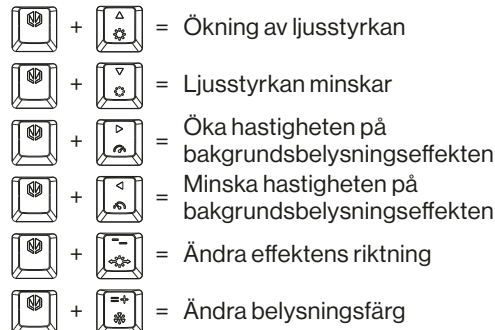 + = Ökning av ljusstyrkan
+ = Ljusstyrkan minskar
+ = Öka hastigheten på
bakgrundsbelysningseffekten
+ = Minska hastigheten på
bakgrundsbelysningseffekten
+ = Ändra effektens riktning
+ = Ändra belysningsfärg